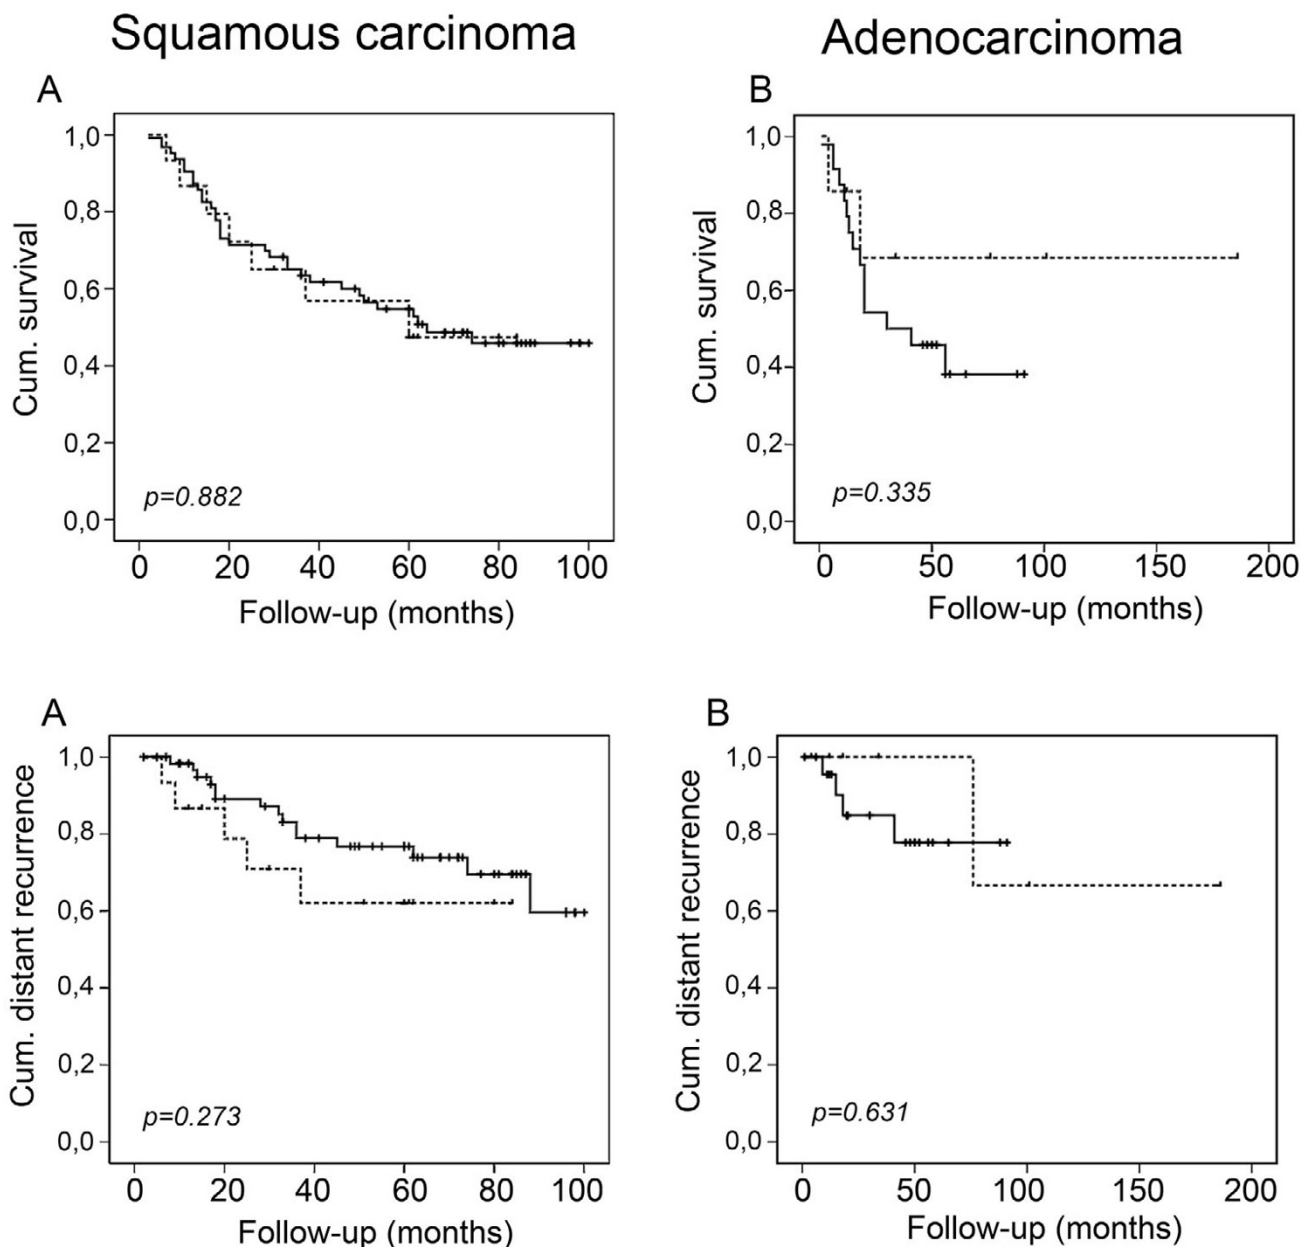 Squamous carcinoma
Adenocarcinoma
A
1,0
0,8
0,6
0,4
0,2
0,0
Cum. survival
p=0.882
0 20 40 60 80 100
Follow-up (months)
B
1,0
0,8
0,6
0,4
0,2
0,0
Cum. survival
p=0.335
0 50 100 150 200
Follow-up (months)
A
1,0
0,8
0,6
0,4
0,2
0,0
Cum. distant recurrence
p=0.273
0 20 40 60 80 100
Follow-up (months)
B
1,0
0,8
0,6
0,4
0,2
0,0
Cum. distant recurrence
p=0.631
0 50 100 150 200
Follow-up (months)